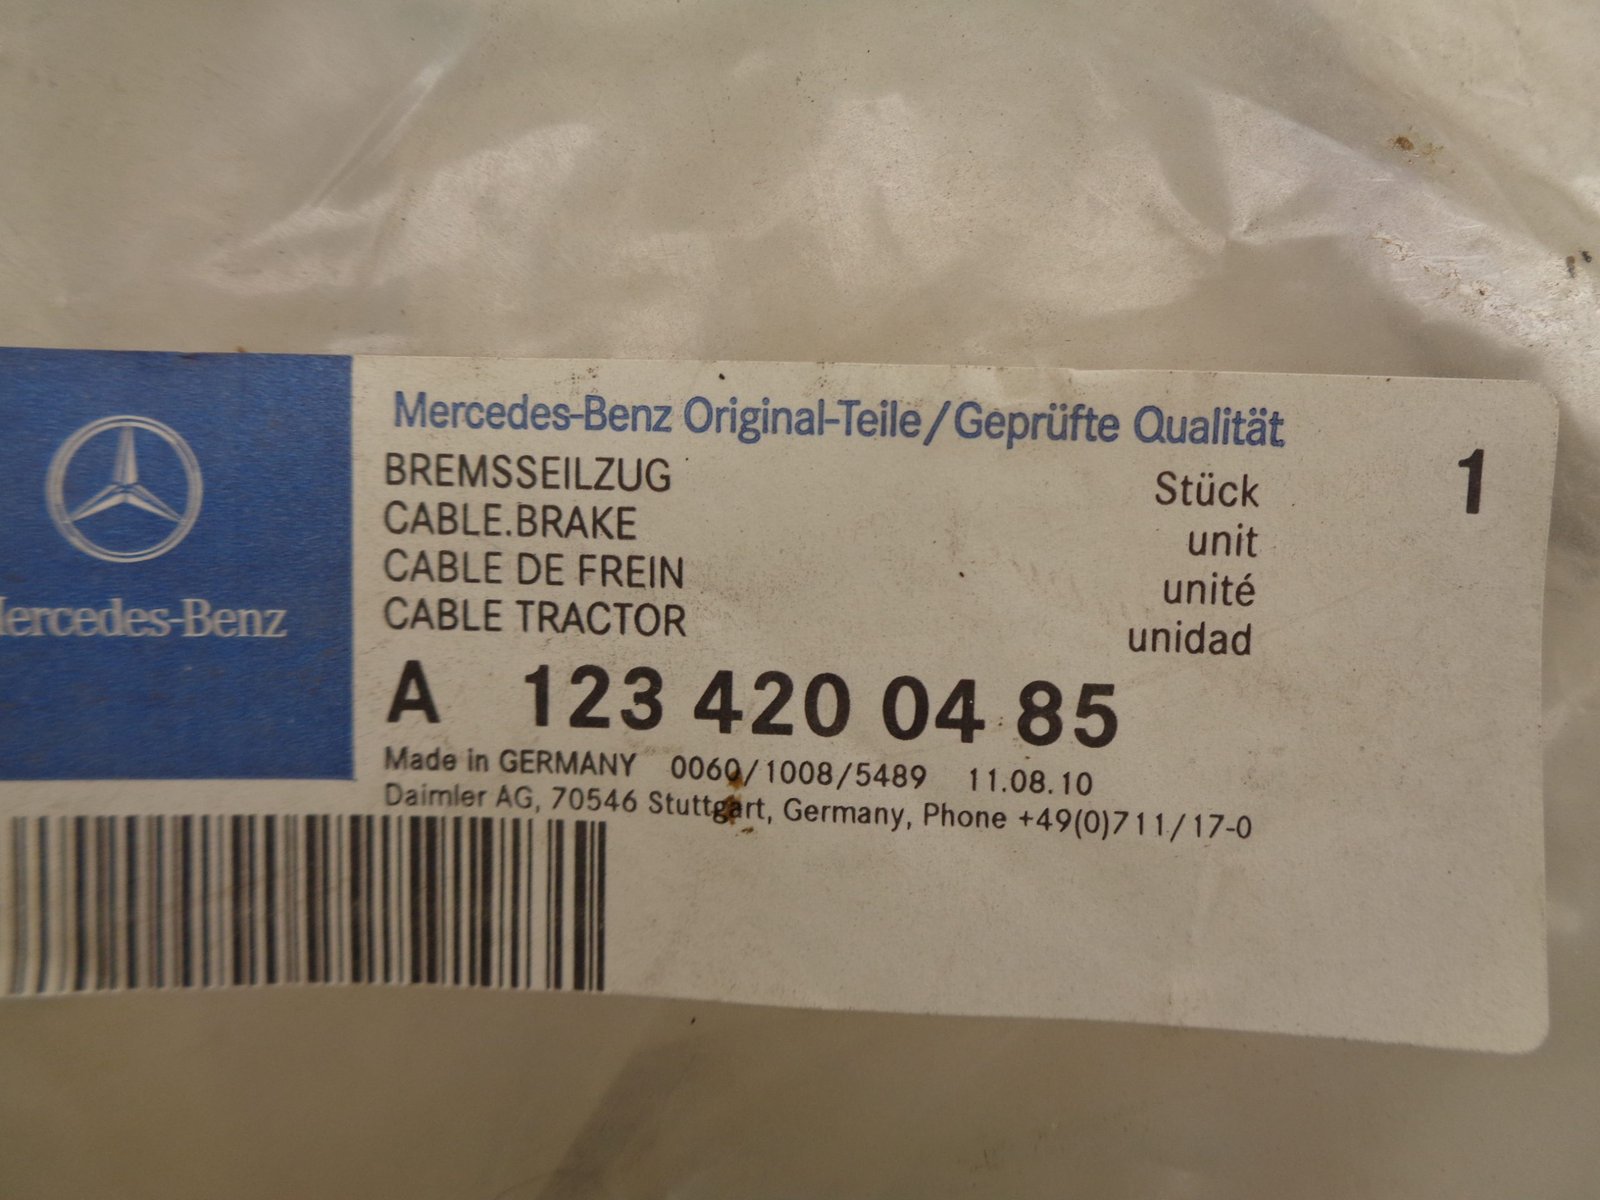 Mercedes-Benz Original-Teile/Geprüfte Qualität
BREMSSEILZUG Stück 1
CABLE.BRAKE unit
CABLE DE FREIN unité
CABLE TRACTOR unidad
Mercedes-Benz
A 123 420 04 85
Made in GERMANY 0060/1008/5489 11.08.10
Daimler AG, 70546 Stuttgart, Germany, Phone +49(0)711/17-0